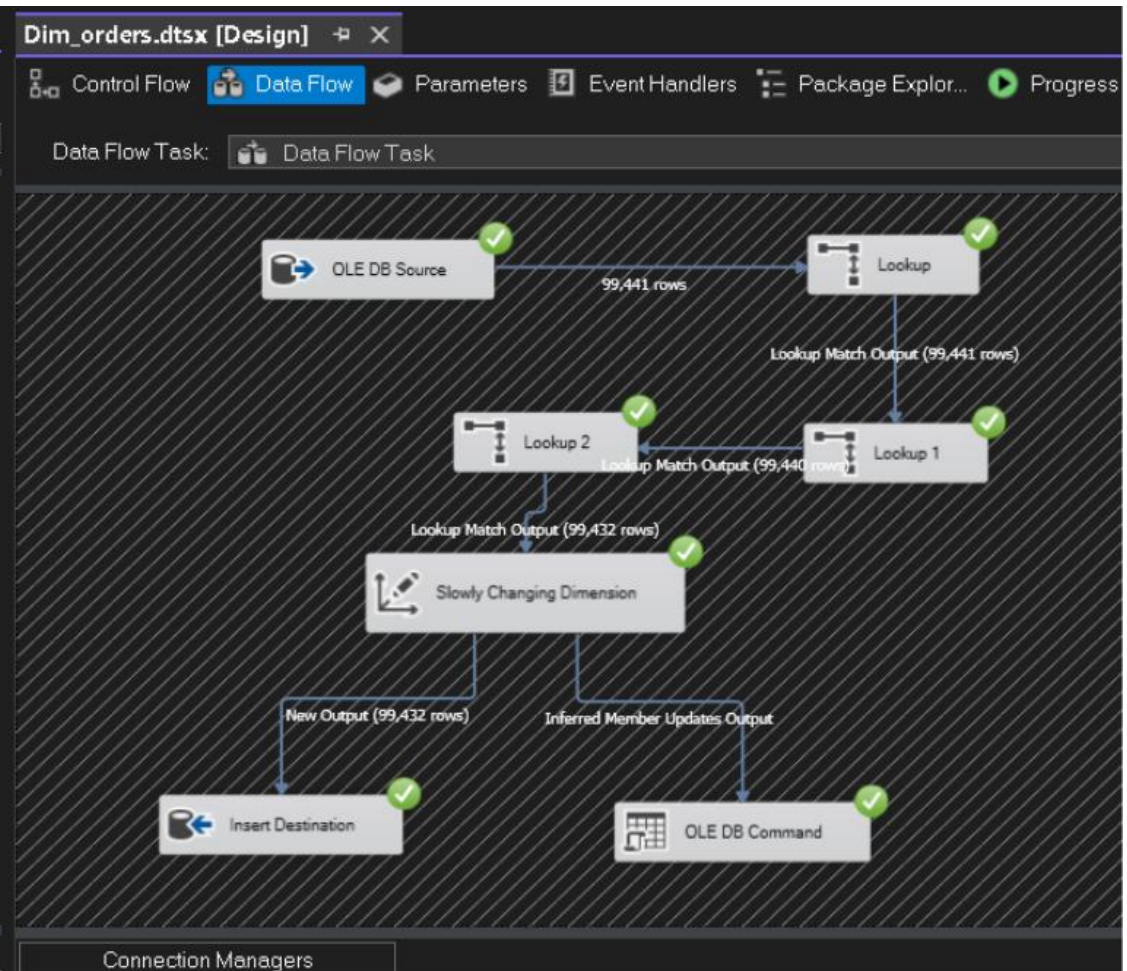 Dim_orders.dtsx [Design]
Control Flow Data Flow Parameters Event Handlers Package Explor... Progress
Data Flow Task: Data Flow Task
OLE DB Source
Lookup
99,441 rows
Lookup Match Output (99,441 rows)
Lookup 2
Lookup 1
Lookup Match Output (99,440 rows)
Lookup Match Output (99,432 rows)
Slowly Changing Dimension
New Output (99,432 rows)
Inferred Member Updates Output
Insert Destination
OLE DB Command
Connection Managers